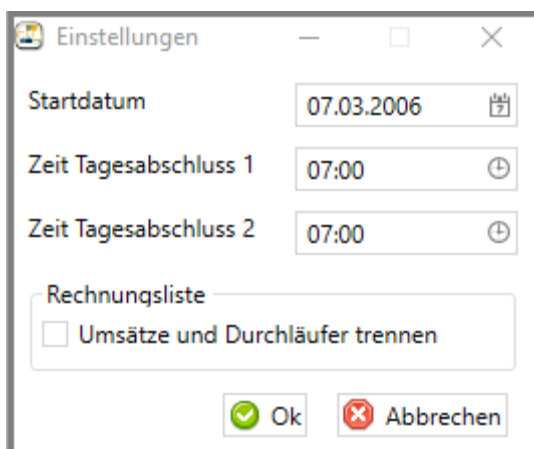 Einstellungen
Startdatum 07.03.2006
Zeit Tagesabschluss 1 07:00
Zeit Tagesabschluss 2 07:00
Rechnungsliste
Umsätze und Durchläufer trennen
Ok Abbrechen